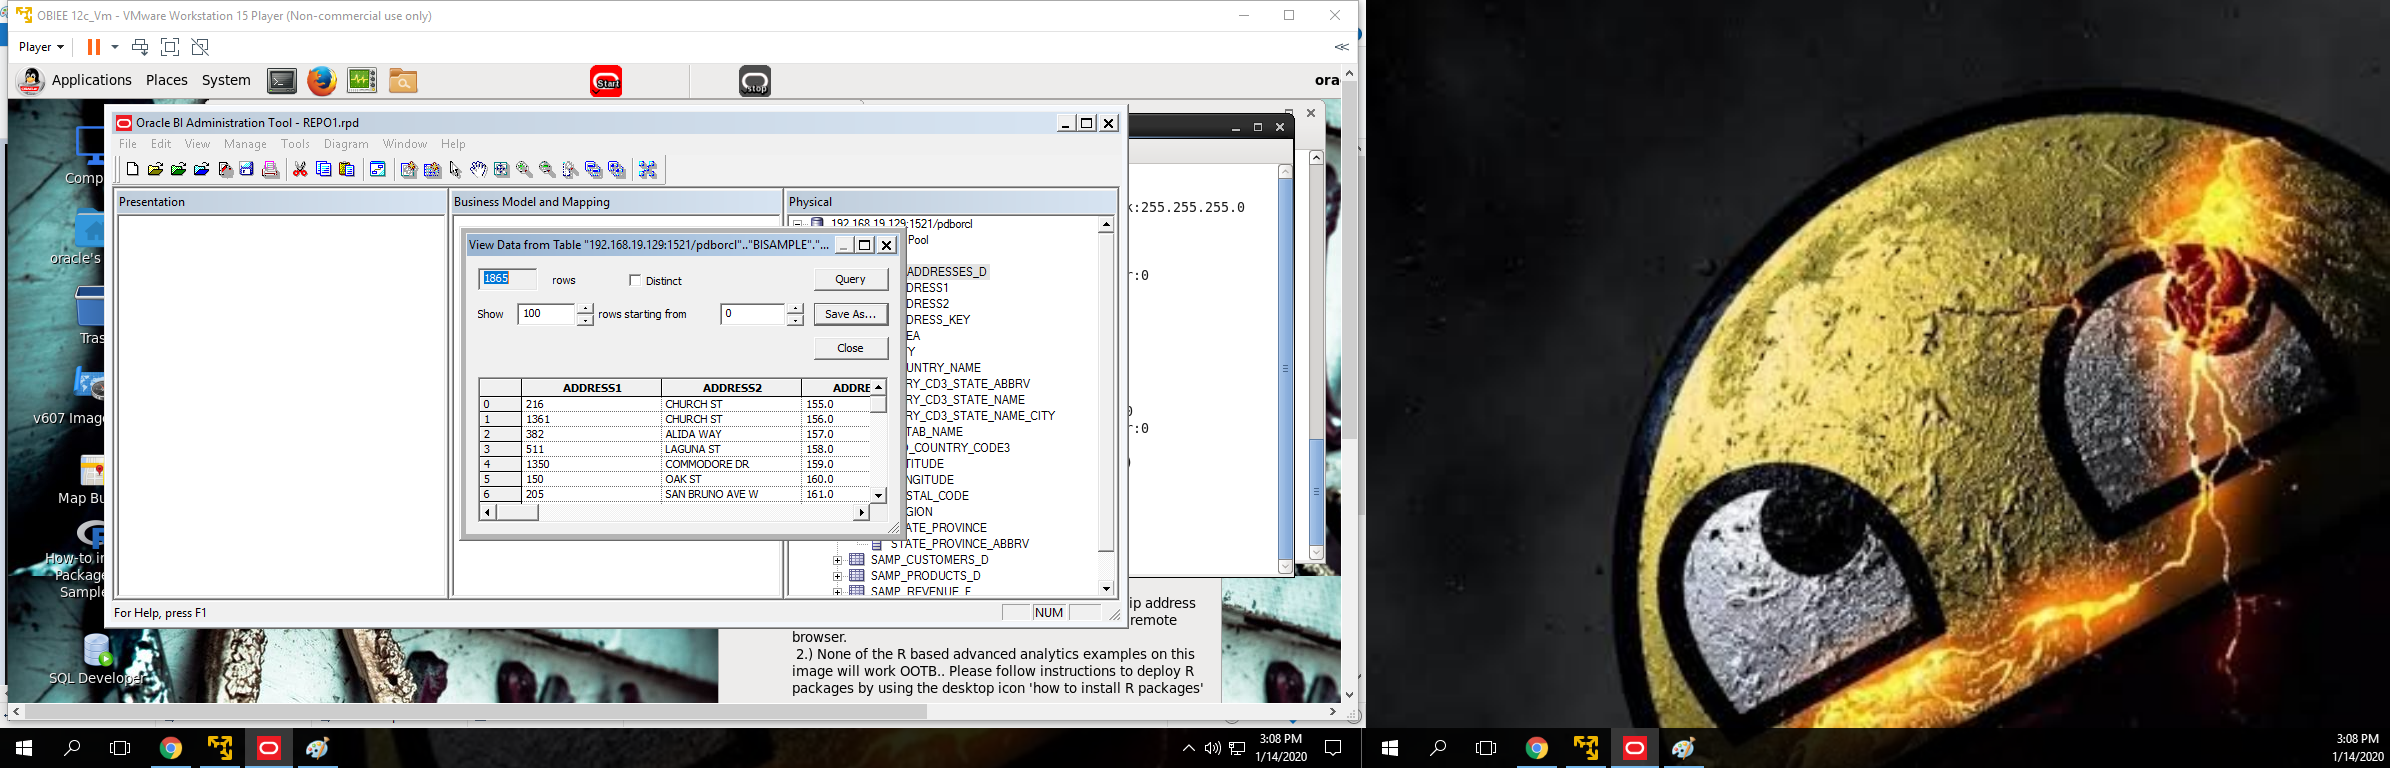 OBIEE 12c_Vm - VMware Workstation 15 Player (Non-commercial use only)
Player
Applications Places System
Start
stop
ora
Oracle BI Administration Tool - REPO1.rpd
File Edit View Manage Tools Diagram Window Help
Presentation
Business Model and Mapping
Physical
192.168.19.129:1521/pdborcl
Pool
ADDRESSES_D
DRESS1
DRESS2
DRESS_KEY
EA
Y
UNTRY_NAME
RY_CD3_STATE_ABBRV
RY_CD3_STATE_NAME
RY_CD3_STATE_NAME_CITY
TAB_NAME
_COUNTRY_CODE3
TITUDE
NGITUDE
STAL_CODE
GION
ATE_PROVINCE
STATE_PROVINCE_ABBRV
SAMP_CUSTOMERS_D
SAMP_PRODUCTS_D
SAMP_REVENUE_F
View Data from Table "192.168.19.129:1521/pdborcl".."BISAMPLE"."...
1865 rows Distinct Query
Show 100 rows starting from 0 Save As...
Close
ADDRESS1 ADDRESS2 ADDRE
0 216 CHURCH ST 155.0
1 1361 CHURCH ST 156.0
2 382 ALIDA WAY 157.0
3 511 LAGUNA ST 158.0
4 1350 COMMODORE DR 159.0
5 150 OAK ST 160.0
6 205 SAN BRUNO AVE W 161.0
For Help, press F1
NUM
k:255.255.255.0
r:0
r:0
Comp
oracle's
Tras
v607 Imag
Map Bu
How-to in
Package
Sample
SQL Developer
ip address
remote
browser.
2.) None of the R based advanced analytics examples on this
image will work OOTB.. Please follow instructions to deploy R
packages by using the desktop icon 'how to install R packages'
3:08 PM
1/14/2020
3:08 PM
1/14/2020